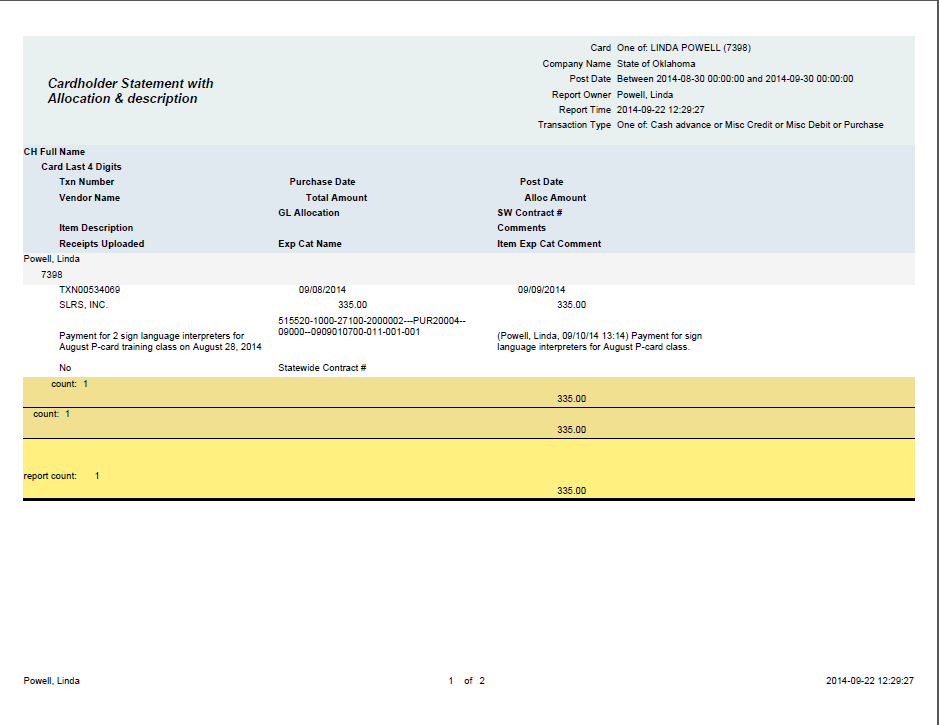 Card One of: LINDA POWELL (7398)
Company Name State of Oklahoma
Post Date Between 2014-08-30 00:00:00 and 2014-09-30 00:00:00
Report Owner Powell, Linda
Report Time 2014-09-22 12:29:27
Transaction Type One of: Cash advance or Misc Credit or Misc Debit or Purchase
Cardholder Statement with
Allocation & description
CH Full Name
Card Last 4 Digits
Txn Number Purchase Date Post Date
Vendor Name Total Amount Alloc Amount
GL Allocation SW Contract #
Item Description Comments
Receipts Uploaded Exp Cat Name Item Exp Cat Comment
Powell, Linda
7398
TXN00534069 09/08/2014 09/09/2014
SLRS, INC. 335.00 335.00
515520-1000-27100-2000002---PUR20004--
09000--0909010700-011-001-001
Payment for 2 sign language interpreters for (Powell, Linda, 09/10/14 13:14) Payment for sign
August P-card training class on August 28, 2014 language interpreters for August P-card class.
No Statewide Contract #
count: 1
335.00
count: 1
335.00
report count: 1
335.00
Powell, Linda 1 of 2 2014-09-22 12:29:27